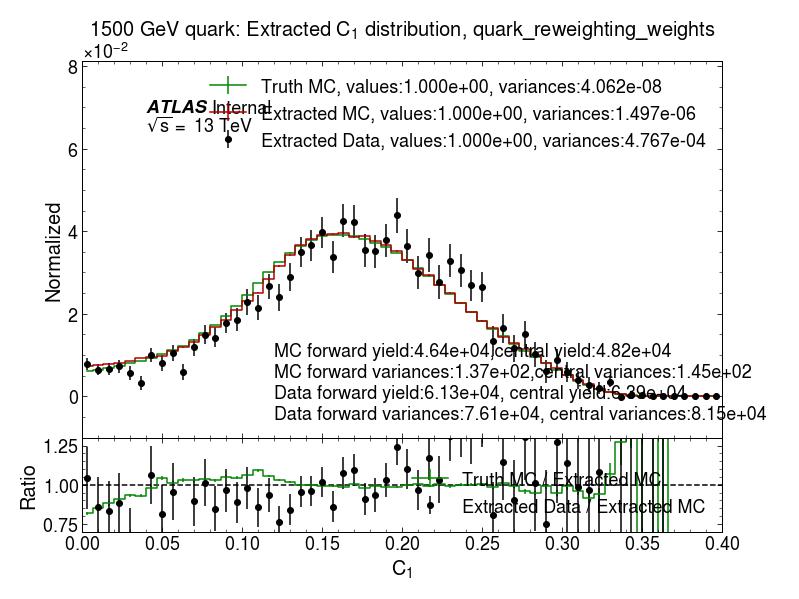 1500 GeV quark: Extracted C1 distribution, quark_reweighting_weights
×10−2
8
6
4
2
0
Normalized
ATLAS Internal
√s = 13 TeV
Truth MC, values:1.000e+00, variances:4.062e-08
Extracted MC, values:1.000e+00, variances:1.497e-06
Extracted Data, values:1.000e+00, variances:4.767e-04
MC forward yield:4.64e+04,central yield:4.82e+04
MC forward variances:1.37e+02,central variances:1.45e+02
Data forward yield:6.13e+04, central yield:6.39e+04
Data forward variances:7.61e+04, central variances:8.15e+04
1.25
1.00
0.75
Ratio
Truth MC / Extracted MC
Extracted Data / Extracted MC
0.00 0.05 0.10 0.15 0.20 0.25 0.30 0.35 0.40
C1